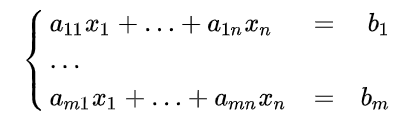 a₁₁x₁ + … + a₁ₙxₙ = b₁
…
aₘ₁x₁ + … + aₘₙxₙ = bₘ